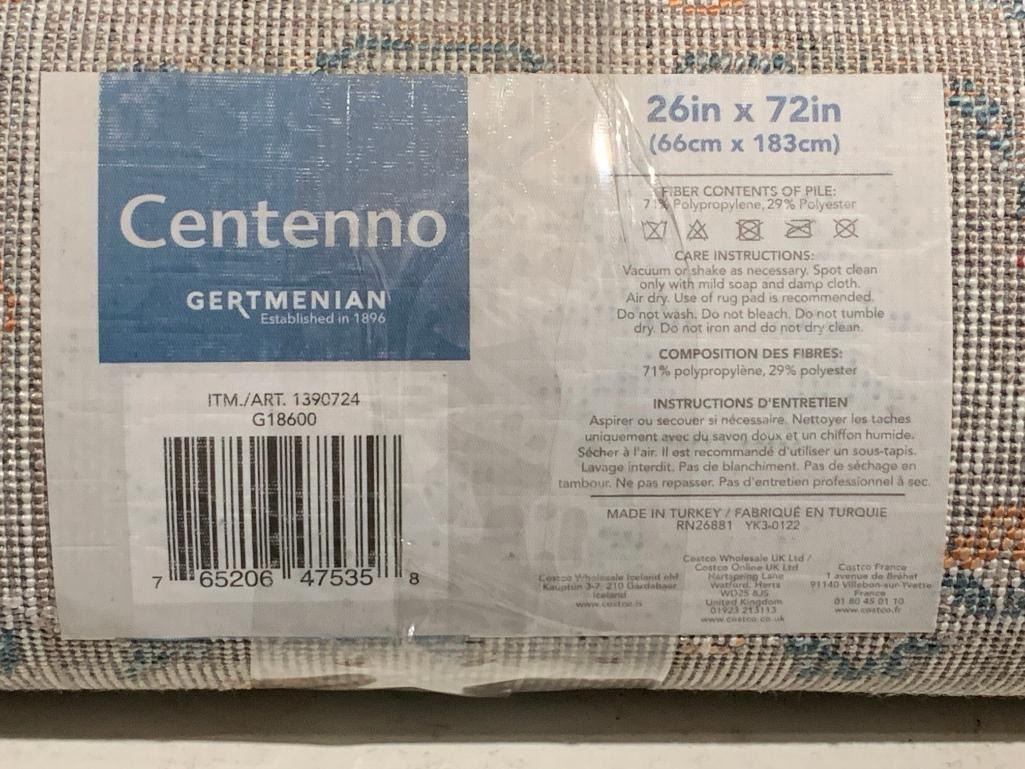 Centenno
GERTMENIAN
Established in 1896
ITM./ART. 1390724
G18600
7 65206 47535 8
26in x 72in
(66cm x 183cm)
FIBER CONTENTS OF PILE:
71% Polypropylene, 29% Polyester
CARE INSTRUCTIONS:
Vacuum or shake as necessary. Spot clean
only with mild soap and damp cloth.
Air dry. Use of rug pad is recommended.
Do not wash. Do not bleach. Do not tumble
dry. Do not iron and do not dry clean.
COMPOSITION DES FIBRES:
71% polypropylène, 29% polyester
INSTRUCTIONS D'ENTRETIEN
Aspirer ou secouer si nécessaire. Nettoyer les taches
uniquement avec du savon doux et un chiffon humide.
Sécher à l'air. Il est recommandé d'utiliser un sous-tapis.
Lavage interdit. Pas de blanchiment. Pas de séchage en
tambour. Ne pas repasser. Pas d'entretien professionnel à sec.
MADE IN TURKEY / FABRIQUÉ EN TURQUIE
RN26881 YK3-0122
Costco Wholesale Iceland ehf
Kauptún 3-7, 210 Gardabaer
Iceland
www.costco.is
Costco Wholesale UK Ltd /
Costco Online UK Ltd
Hartspring Lane
Watford, Herts
WD25 8JS
United Kingdom
01923 213113
www.costco.co.uk
Costco France
1 avenue de Bréhat
91140 Villebon-sur-Yvette
France
01 80 45 01 10
www.costco.fr